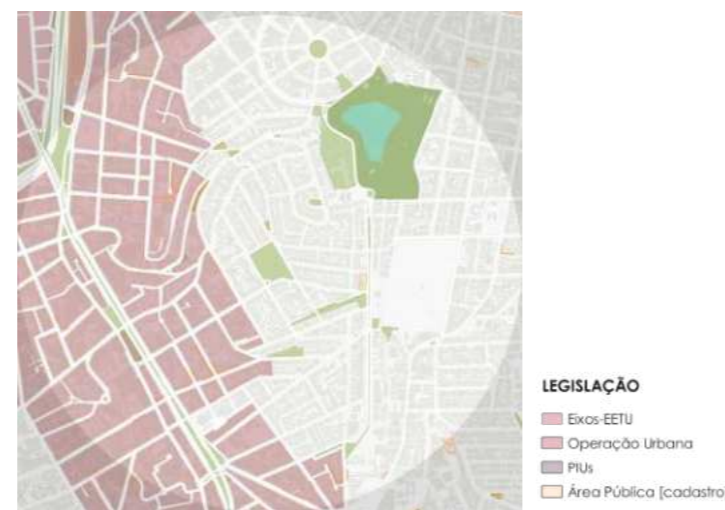 LEGISLAÇÃO
Eixos-EETU
Operação Urbana
PIUs
Área Pública [cadastro]